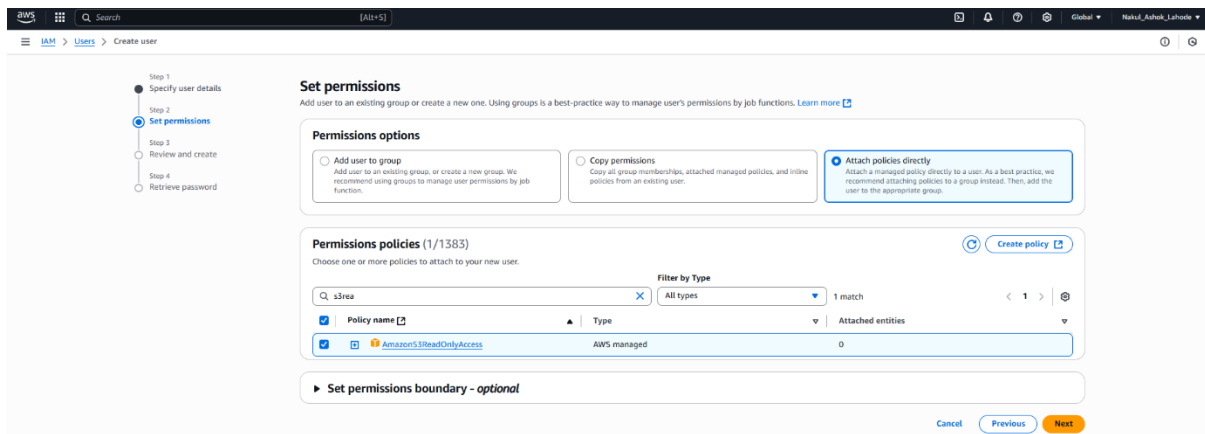 aws
Search
[Alt+S]
Global
Nakul_Ashok_Lahode
IAM > Users > Create user
Step 1
Specify user details
Step 2
Set permissions
Step 3
Review and create
Step 4
Retrieve password
Set permissions
Add user to an existing group or create a new one. Using groups is a best-practice way to manage user's permissions by job functions. Learn more
Permissions options
Add user to group
Add user to an existing group, or create a new group. We
recommend using groups to manage user permissions by job
function.
Copy permissions
Copy all group memberships, attached managed policies, and inline
policies from an existing user.
Attach policies directly
Attach a managed policy directly to a user. As a best practice, we
recommend attaching policies to a group instead. Then, add the
user to the appropriate group.
Permissions policies (1/1383)
Create policy
Choose one or more policies to attach to your new user.
Filter by Type
s3rea
All types
1 match
1
Policy name
Type
Attached entities
AmazonS3ReadOnlyAccess
AWS managed
0
Set permissions boundary - optional
Cancel
Previous
Next